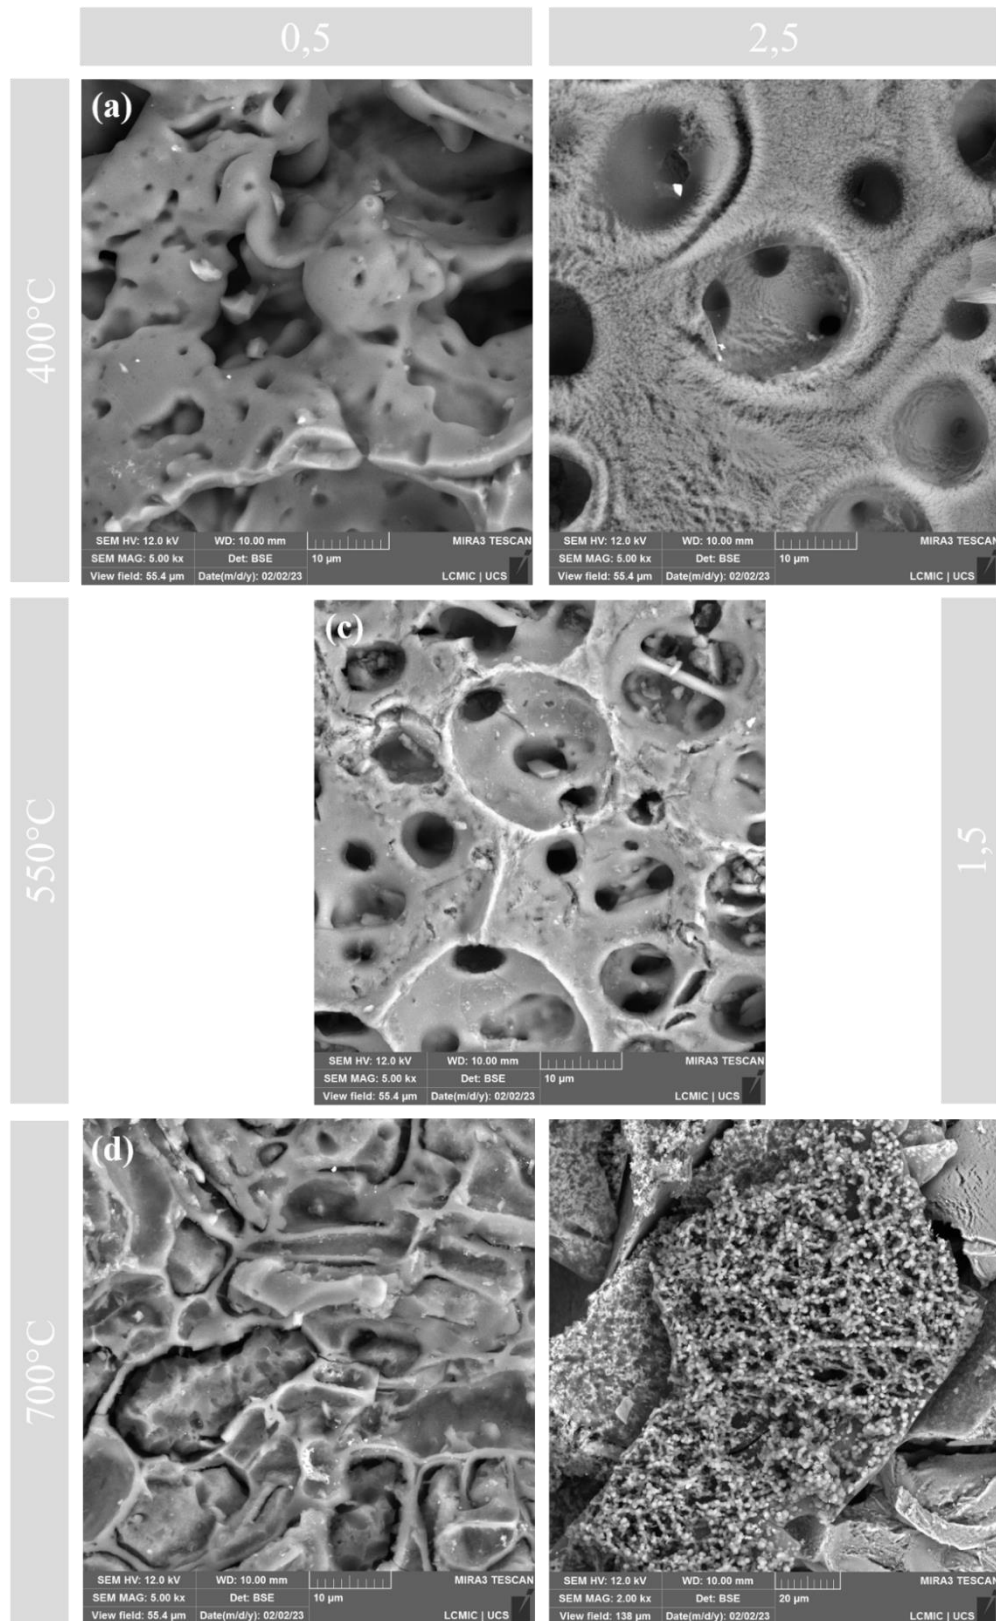 0,5
2,5
400°C
(a)
SEM HV: 12.0 kV WD: 10.00 mm MIRA3 TESCAN
SEM MAG: 5.00 kx Det: BSE 10 µm
View field: 55.4 µm Date(m/d/y): 02/02/23 LCMIC | UCS
SEM HV: 12.0 kV WD: 10.00 mm MIRA3 TESCAN
SEM MAG: 5.00 kx Det: BSE 10 µm
View field: 55.4 µm Date(m/d/y): 02/02/23 LCMIC | UCS
550°C
(c)
1,5
SEM HV: 12.0 kV WD: 10.00 mm MIRA3 TESCAN
SEM MAG: 5.00 kx Det: BSE 10 µm
View field: 55.4 µm Date(m/d/y): 02/02/23 LCMIC | UCS
700°C
(d)
SEM HV: 12.0 kV WD: 10.00 mm MIRA3 TESCAN
SEM MAG: 5.00 kx Det: BSE 10 µm
View field: 55.4 µm Date(m/d/y): 02/02/23 LCMIC | UCS
SEM HV: 12.0 kV WD: 10.00 mm MIRA3 TESCAN
SEM MAG: 2.00 kx Det: BSE 20 µm
View field: 138 µm Date(m/d/y): 02/02/23 LCMIC | UCS